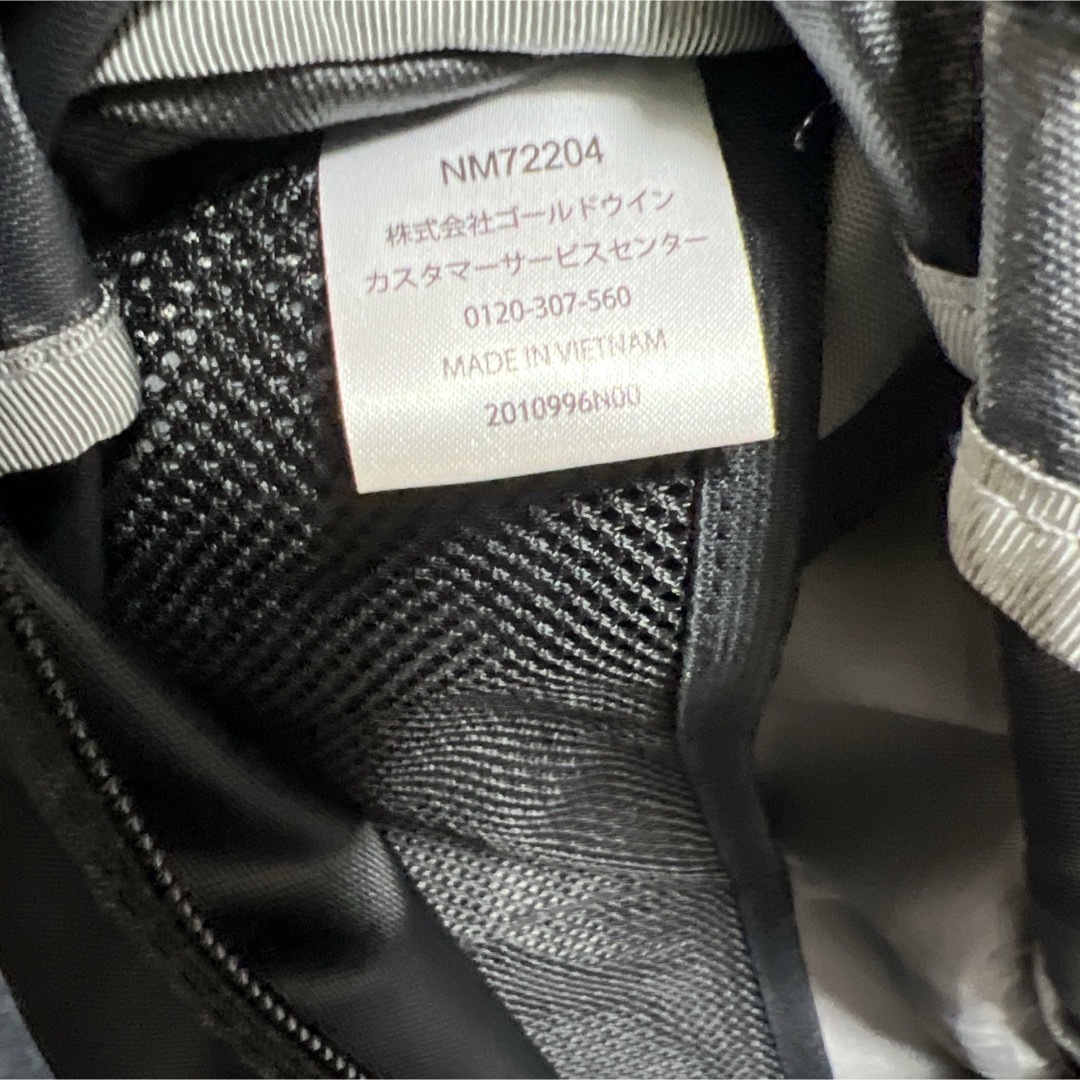 NM72204
株式会社ゴールドウイン
カスタマーサービスセンター
0120-307-560
MADE IN VIETNAM
2010996N00